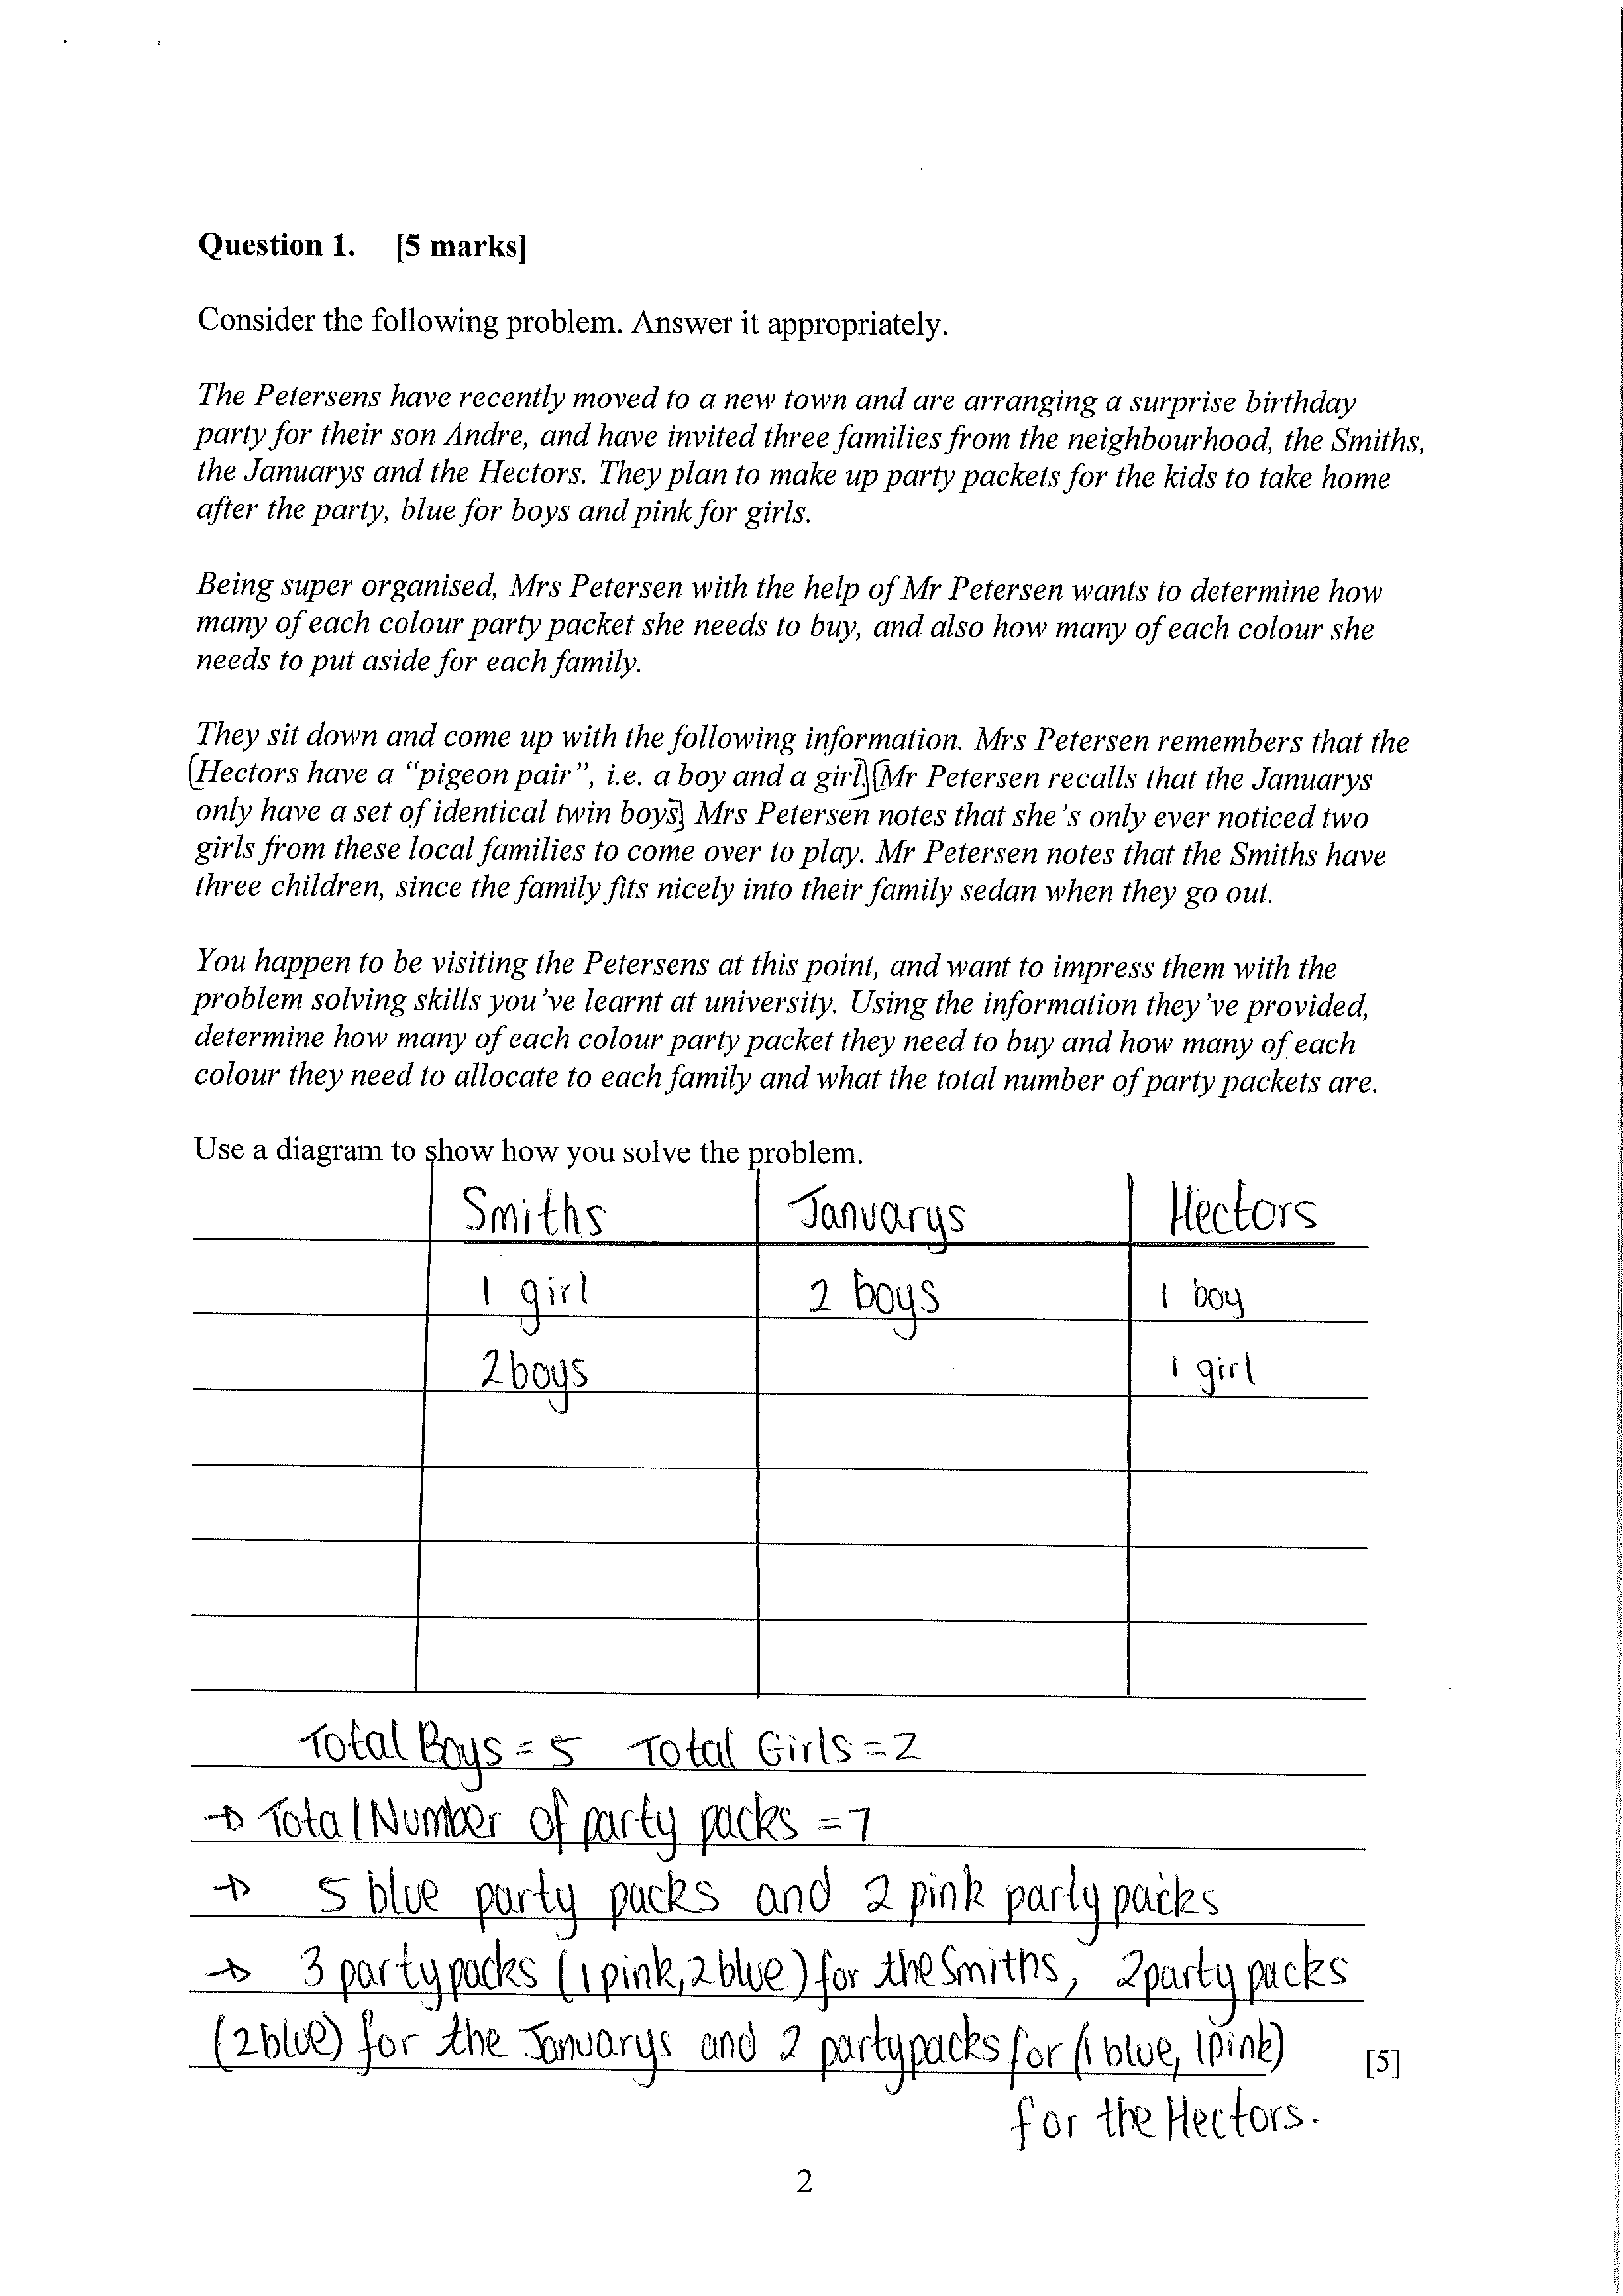 Question 1. [5 marks]
Consider the following problem. Answer it appropriately.
The Petersens have recently moved to a new town and are arranging a surprise birthday
party for their son Andre, and have invited three families from the neighbourhood, the Smiths,
the Januarys and the Hectors. They plan to make up party packets for the kids to take home
after the party, blue for boys and pink for girls.
Being super organised, Mrs Petersen with the help of Mr Petersen wants to determine how
many of each colour party packet she needs to buy, and also how many of each colour she
needs to put aside for each family.
They sit down and come up with the following information. Mrs Petersen remembers that the
[Hectors have a "pigeon pair", i.e. a boy and a girl.] [Mr Petersen recalls that the Januarys
only have a set of identical twin boys] Mrs Petersen notes that she's only ever noticed two
girls from these local families to come over to play. Mr Petersen notes that the Smiths have
three children, since the family fits nicely into their family sedan when they go out.
You happen to be visiting the Petersens at this point, and want to impress them with the
problem solving skills you've learnt at university. Using the information they've provided,
determine how many of each colour party packet they need to buy and how many of each
colour they need to allocate to each family and what the total number of party packets are.
Use a diagram to show how you solve the problem.
Smiths Januarys Hectors
1 girl 2 boys 1 boy
2 boys 1 girl
Total Boys = 5 Total Girls = 2
→ Total Number of party packs = 7
→ 5 blue party packs and 2 pink party packs
→ 3 party packs (1 pink, 2 blue) for the Smiths, 2 party packs
(2 blue) for the Januarys and 2 party packs for (1 blue, 1 pink) [5]
for the Hectors.
2